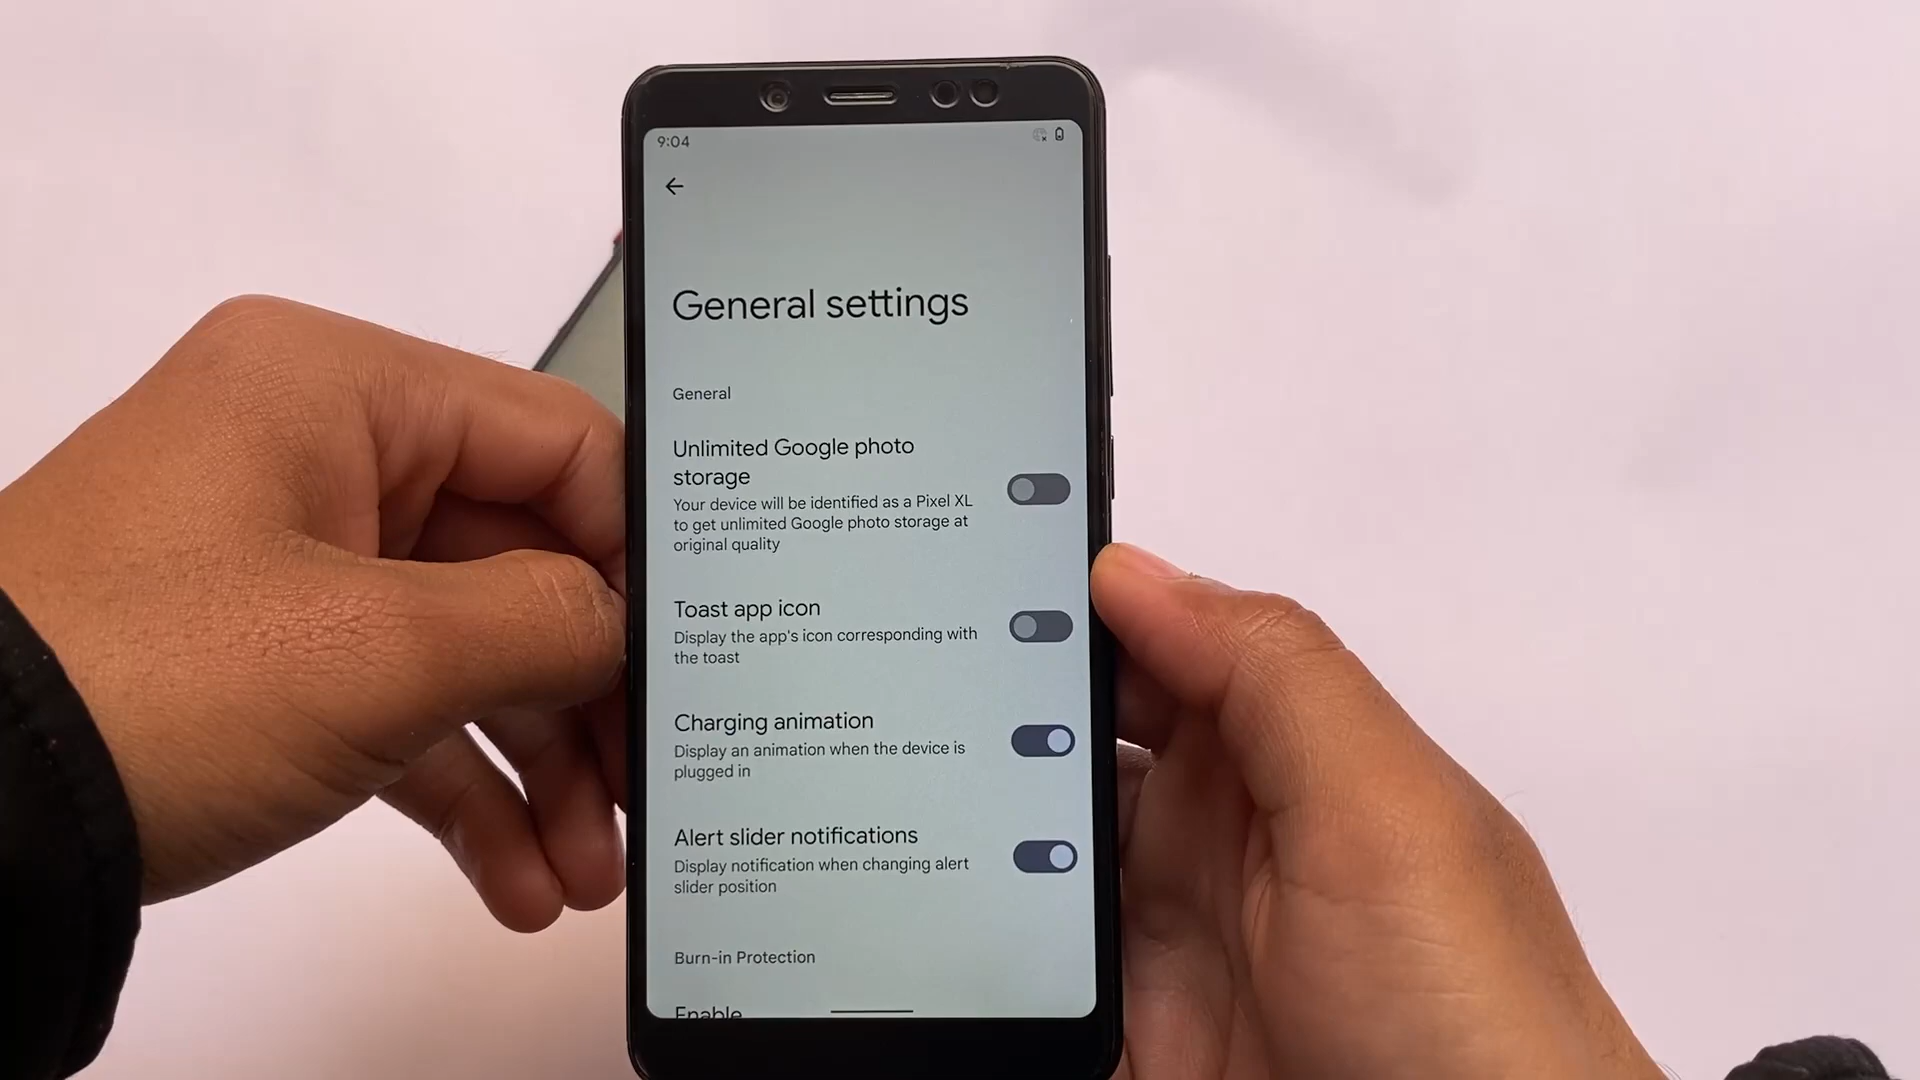 9:04
General settings
General
Unlimited Google photo
storage
Your device will be identified as a Pixel XL
to get unlimited Google photo storage at
original quality
Toast app icon
Display the app's icon corresponding with
the toast
Charging animation
Display an animation when the device is
plugged in
Alert slider notifications
Display notification when changing alert
slider position
Burn-in Protection
Enable